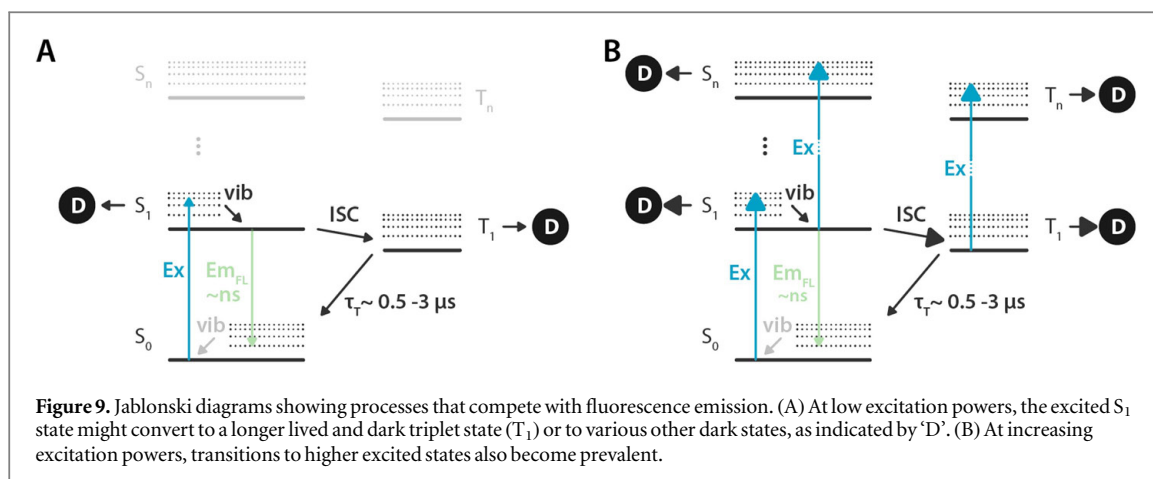 A
B
Sₙ
Tₙ
D
Sₙ
Tₙ
D
Ex
Ex
D
S₁
vib
ISC
T₁
D
D
S₁
vib
ISC
T₁
D
Ex
Em_FL
~ns
τ_T~ 0.5 -3 μs
Ex
Em_FL
~ns
τ_T~ 0.5 -3 μs
S₀
vib
S₀
vib
Figure 9. Jablonski diagrams showing processes that compete with fluorescence emission. (A) At low excitation powers, the excited S₁
state might convert to a longer lived and dark triplet state (T₁) or to various other dark states, as indicated by ‘D’. (B) At increasing
excitation powers, transitions to higher excited states also become prevalent.